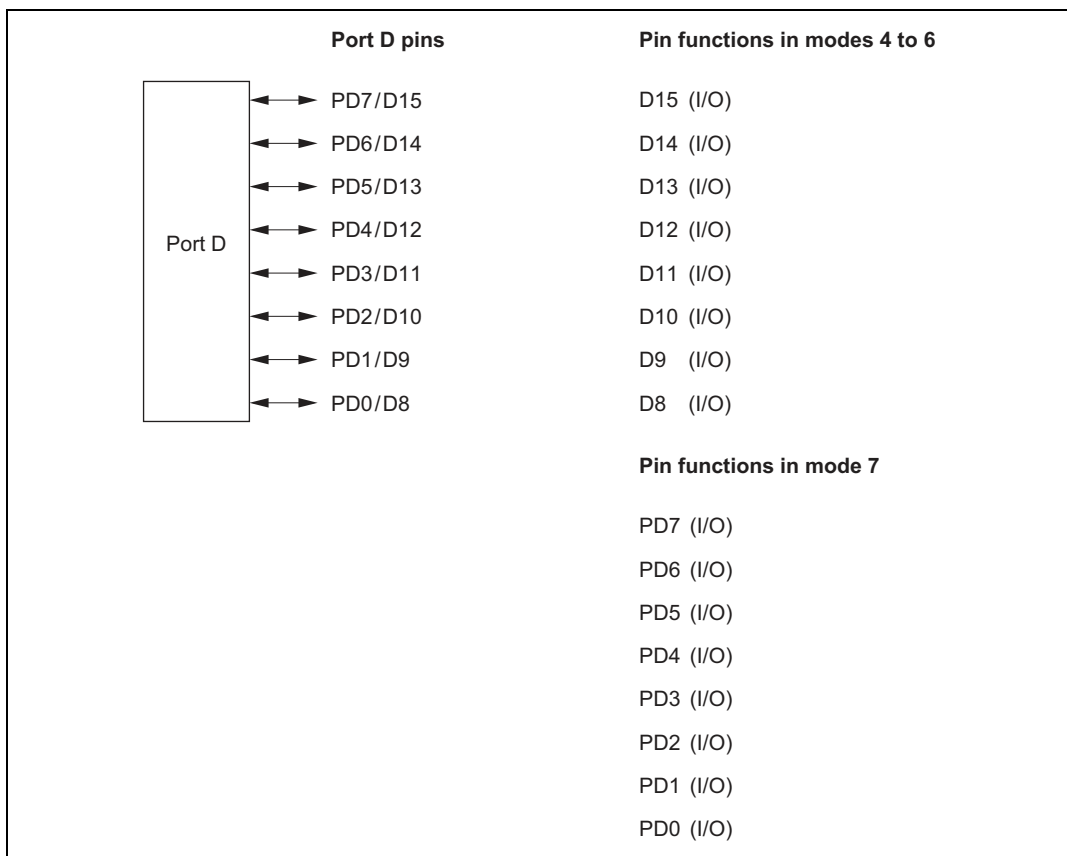 Port D pins Pin functions in modes 4 to 6
PD7/D15 D15 (I/O)
PD6/D14 D14 (I/O)
PD5/D13 D13 (I/O)
PD4/D12 D12 (I/O)
Port D
PD3/D11 D11 (I/O)
PD2/D10 D10 (I/O)
PD1/D9 D9 (I/O)
PD0/D8 D8 (I/O)
Pin functions in mode 7
PD7 (I/O)
PD6 (I/O)
PD5 (I/O)
PD4 (I/O)
PD3 (I/O)
PD2 (I/O)
PD1 (I/O)
PD0 (I/O)